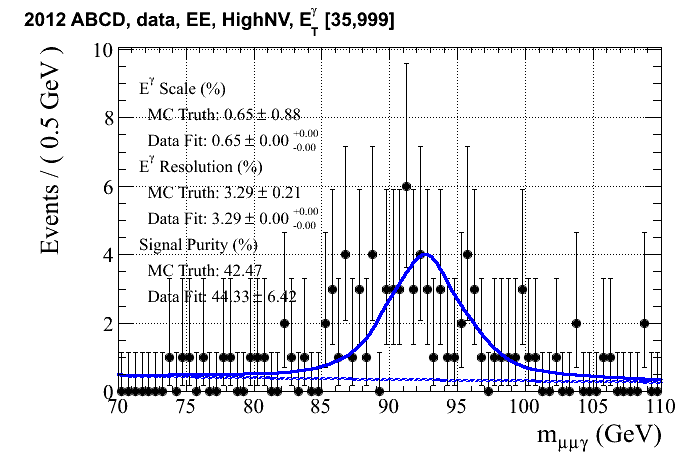 2012 ABCD, data, EE, HighNV, E_T^γ [35,999]
Events / ( 0.5 GeV )
10
8
6
4
2
0
E^γ Scale (%)
MC Truth: 0.65 ± 0.88
Data Fit: 0.65 ± 0.00 +0.00 -0.00
E^γ Resolution (%)
MC Truth: 3.29 ± 0.21
Data Fit: 3.29 ± 0.00 +0.00 -0.00
Signal Purity (%)
MC Truth: 42.47
Data Fit: 44.33 ± 6.42
70 75 80 85 90 95 100 105 110
m_μμγ (GeV)